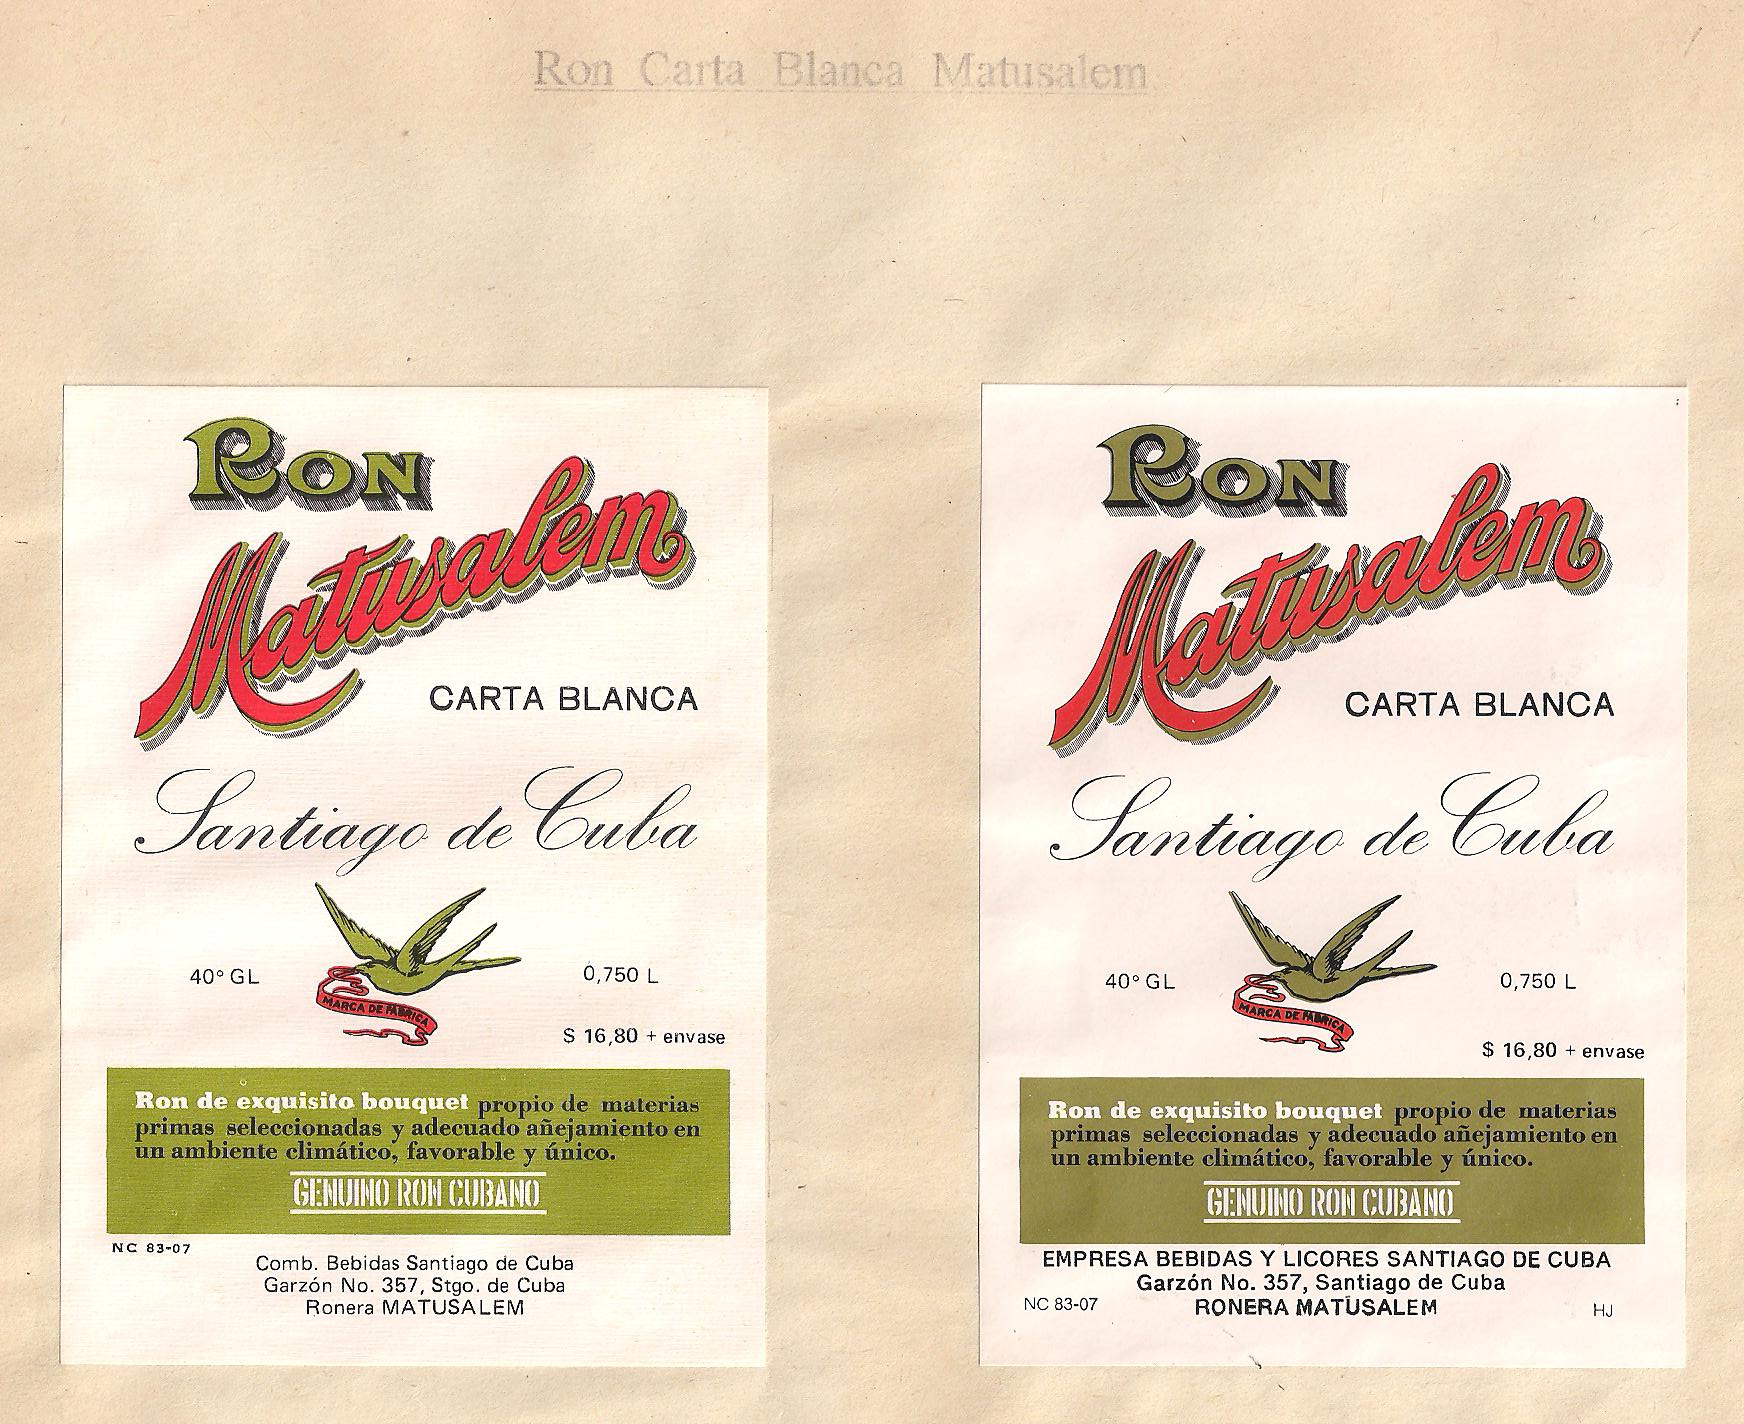 Ron Carta Blanca Matusalem
RON
Matusalem
CARTA BLANCA
Santiago de Cuba
40° GL
0,750 L
MARCA DE FABRICA
$ 16,80 + envase
Ron de exquisito bouquet propio de materias
primas seleccionadas y adecuado añejamiento en
un ambiente climático, favorable y único.
GENUINO RON CUBANO
NC 83-07
Comb. Bebidas Santiago de Cuba
Garzón No. 357, Stgo. de Cuba
Ronera MATUSALEM
RON
Matusalem
CARTA BLANCA
Santiago de Cuba
40° GL
0,750 L
MARCA DE FABRICA
$ 16,80 + envase
Ron de exquisito bouquet propio de materias
primas seleccionadas y adecuado añejamiento en
un ambiente climático, favorable y único.
GENUINO RON CUBANO
EMPRESA BEBIDAS Y LICORES SANTIAGO DE CUBA
Garzón No. 357, Santiago de Cuba
NC 83-07
RONERA MATUSALEM
HJ